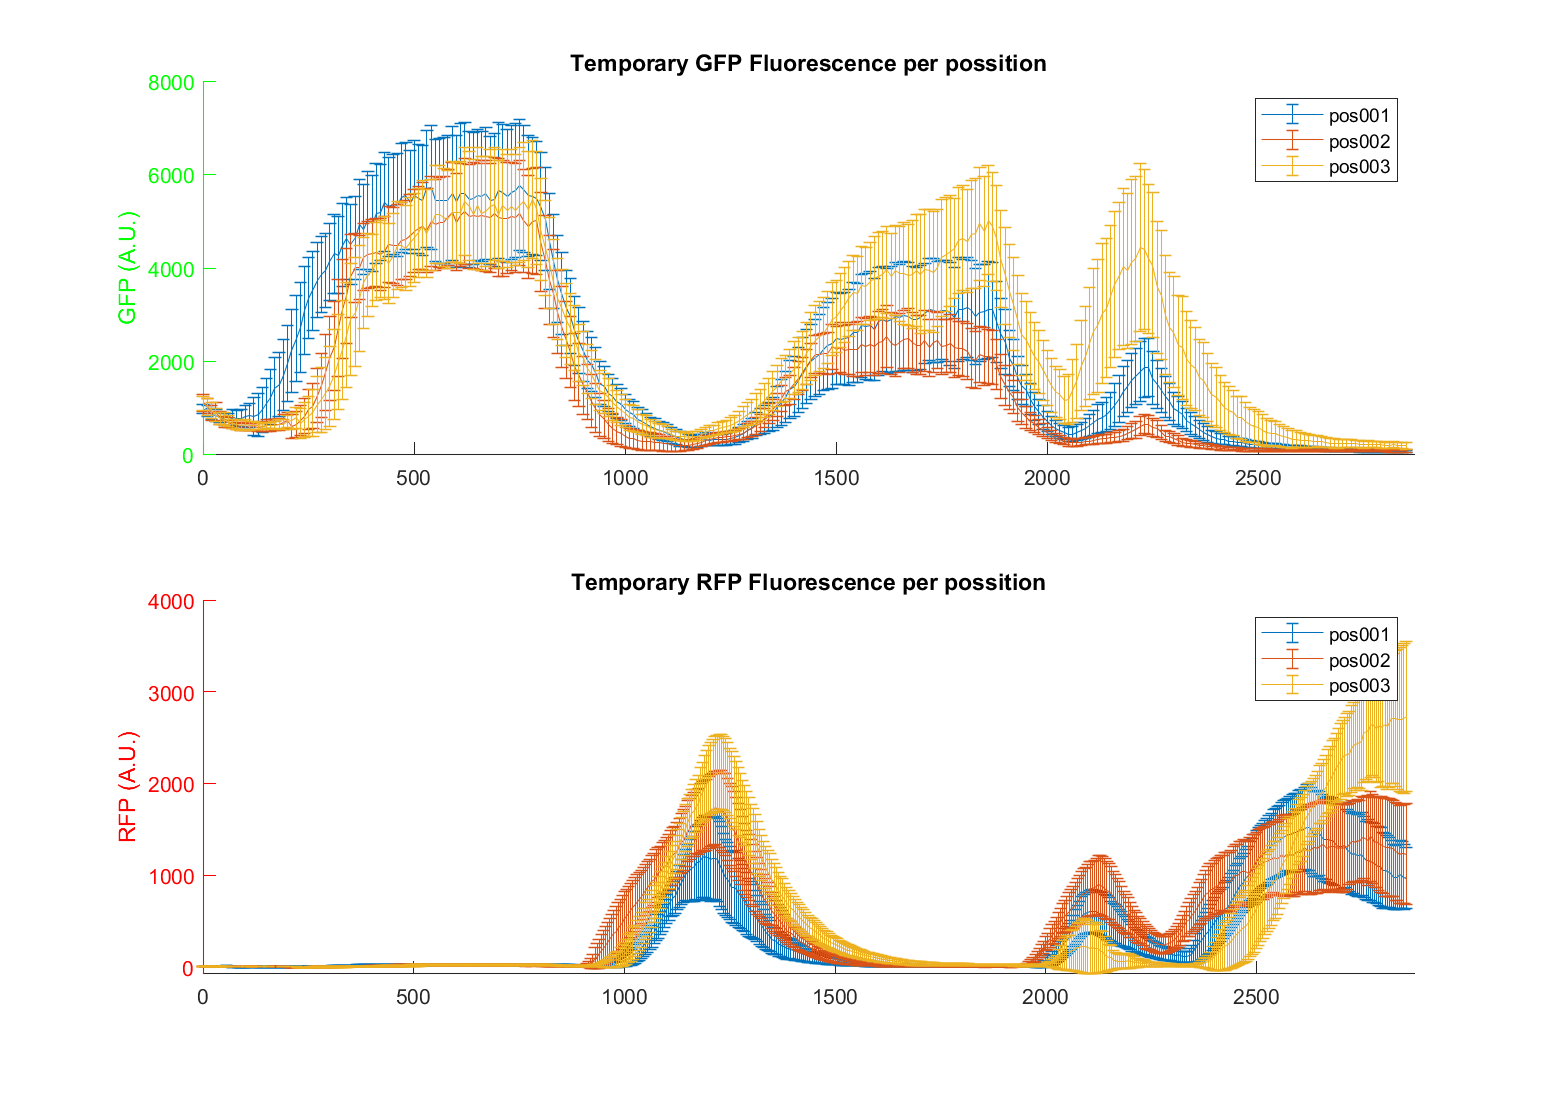 Temporary GFP Fluorescence per possition
8000
6000
4000
2000
0
GFP (A.U.)
0 500 1000 1500 2000 2500
pos001
pos002
pos003
Temporary RFP Fluorescence per possition
4000
3000
2000
1000
0
RFP (A.U.)
0 500 1000 1500 2000 2500
pos001
pos002
pos003